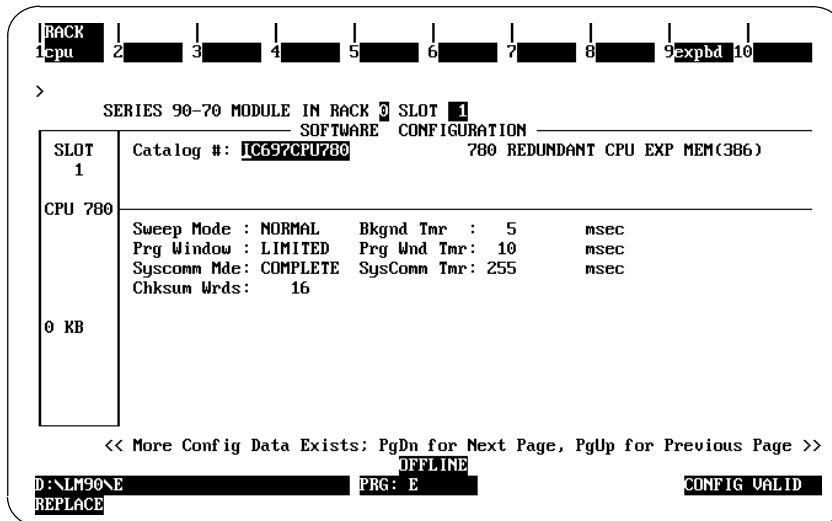 RACK
1cpu 2 3 4 5 6 7 8 9expbd 10
>
SERIES 90-70 MODULE IN RACK 0 SLOT 1
SOFTWARE CONFIGURATION
SLOT Catalog #: IC697CPU780 780 REDUNDANT CPU EXP MEM(386)
1
CPU 780
Sweep Mode : NORMAL Bkgnd Tmr : 5 msec
Prg Window : LIMITED Prg Wnd Tmr: 10 msec
Syscomm Mde: COMPLETE SysComm Tmr: 255 msec
Chksum Wrds: 16
0 KB
<< More Config Data Exists; PgDn for Next Page, PgUp for Previous Page >>
OFFLINE
D:\LM90\E PRG: E CONFIG VALID
REPLACE